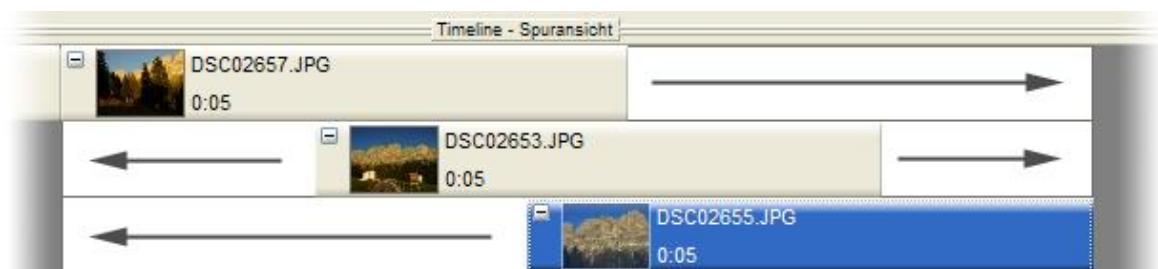 Timeline - Spuransicht
DSC02657.JPG
0:05
DSC02653.JPG
0:05
DSC02655.JPG
0:05